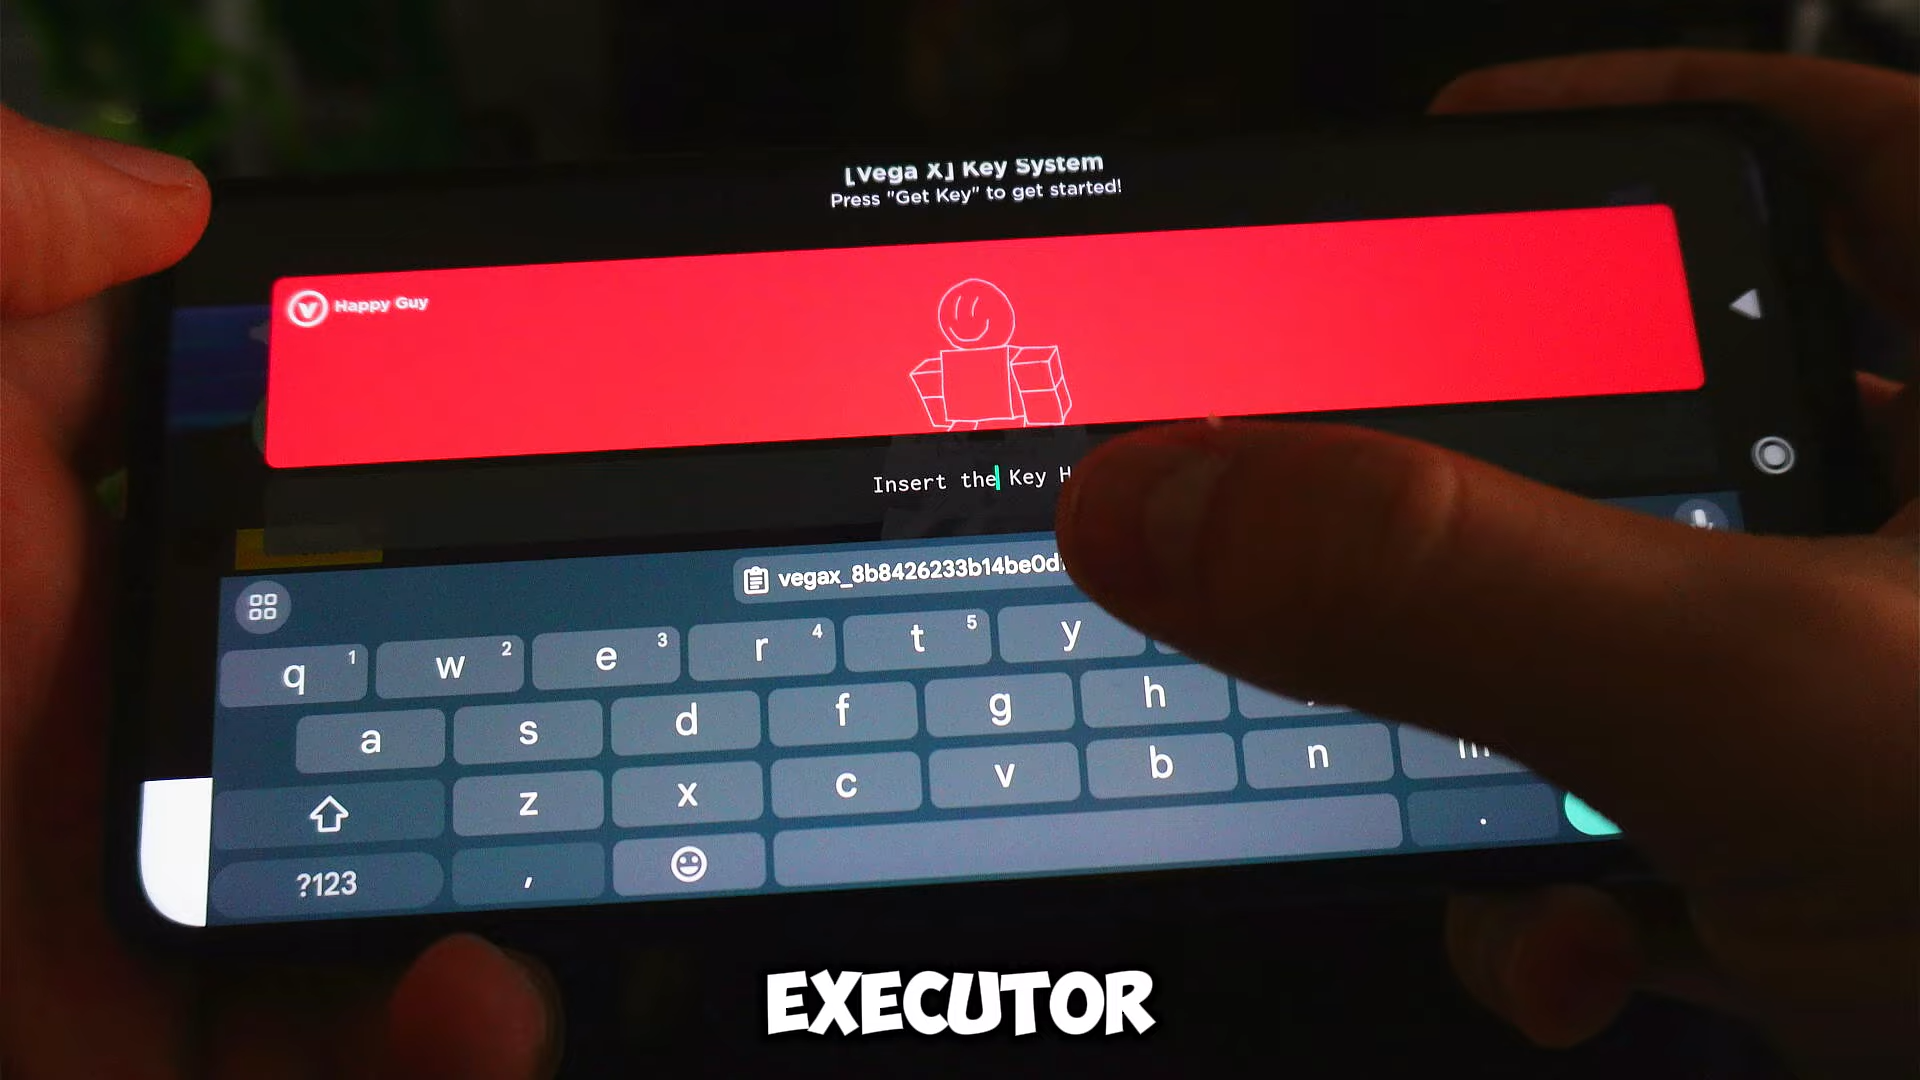 [Vega X] Key System
Press "Get Key" to get started!
V Happy Guy
Insert the Key
vegax_8b8426233b14be0d
q 1 w 2 e 3 r 4 t 5 y
a s d f g h
z x c v b n m
?123 , .
EXECUTOR